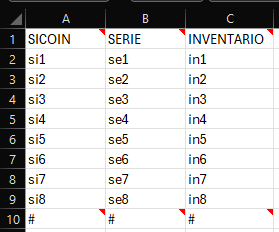 A B C
1 SICOIN SERIE INVENTARIO
2 si1 se1 in1
3 si2 se2 in2
4 si3 se3 in3
5 si4 se4 in4
6 si5 se5 in5
7 si6 se6 in6
8 si7 se7 in7
9 si8 se8 in8
10 # # #